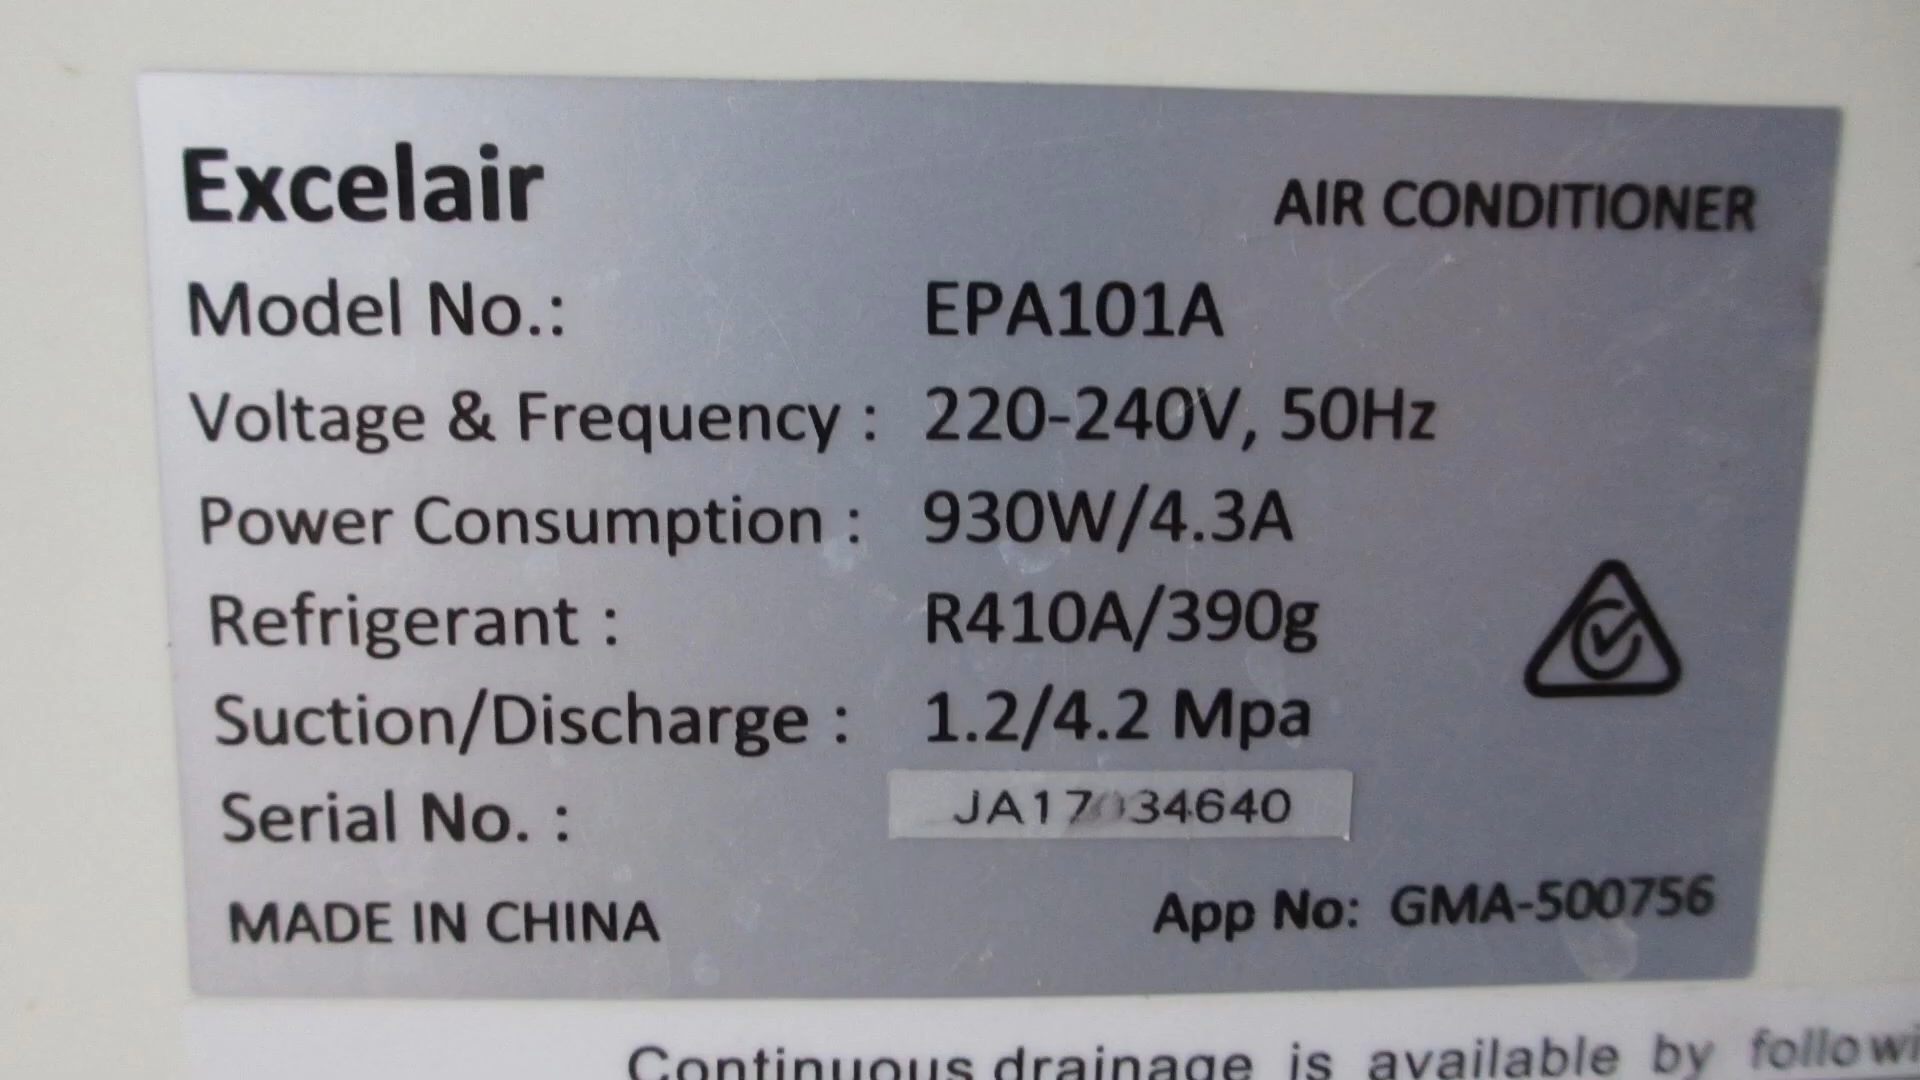 Excelair AIR CONDITIONER
Model No.: EPA101A
Voltage & Frequency : 220-240V, 50Hz
Power Consumption : 930W/4.3A
Refrigerant : R410A/390g
Suction/Discharge : 1.2/4.2 Mpa
Serial No. :
MADE IN CHINA App No: GMA-500756
Continuous drainage is available by